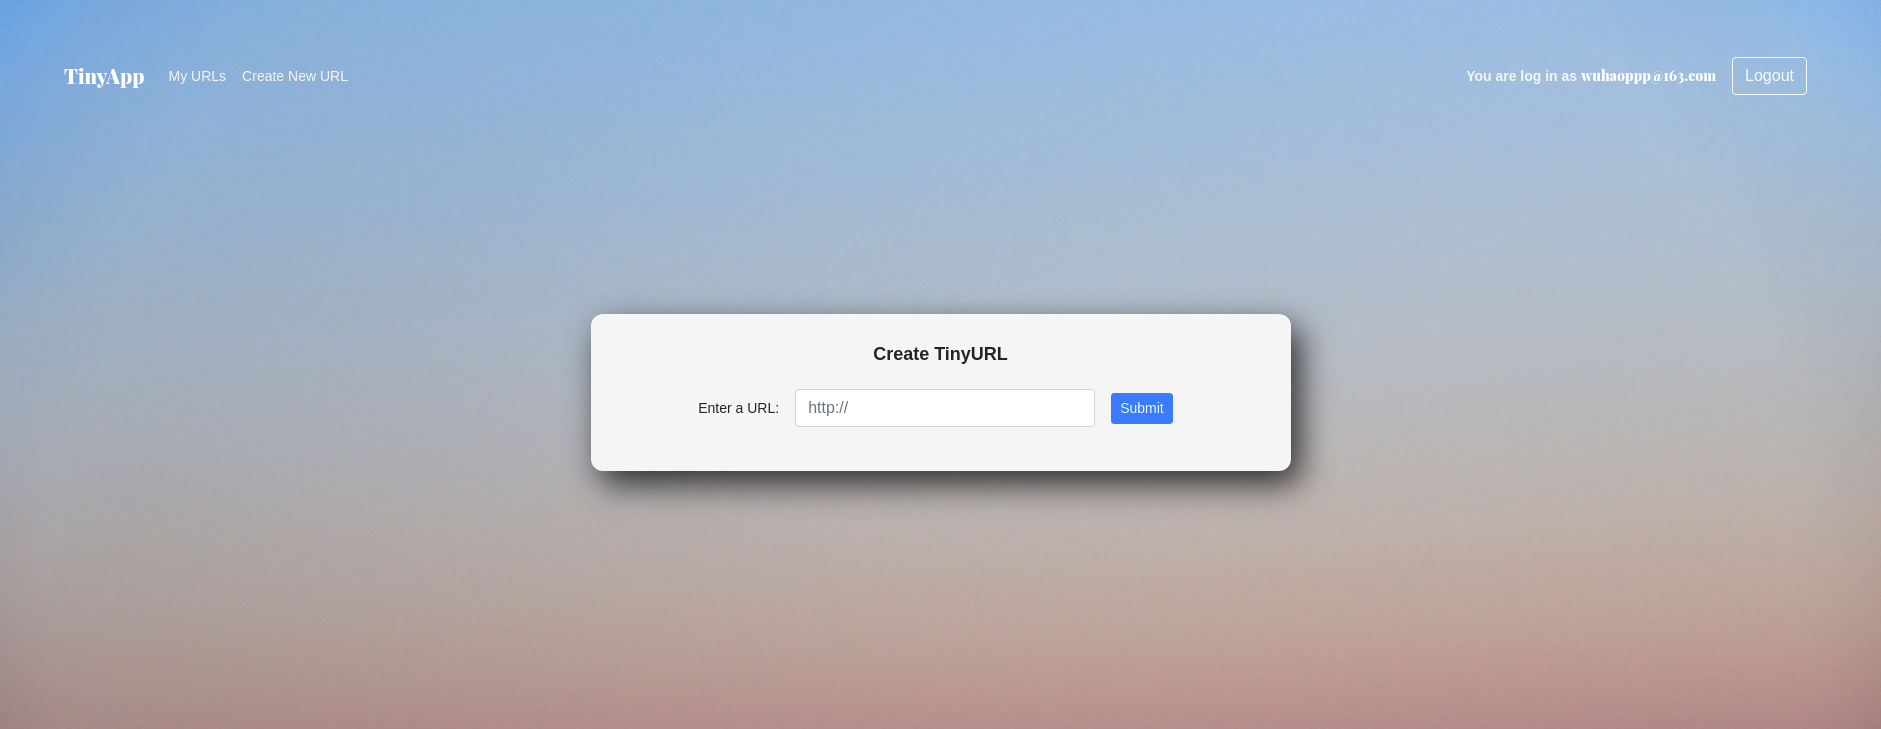 TinyApp My URLs Create New URL You are log in as wuhaoppp@163.com Logout
Create TinyURL
Enter a URL: http:// Submit